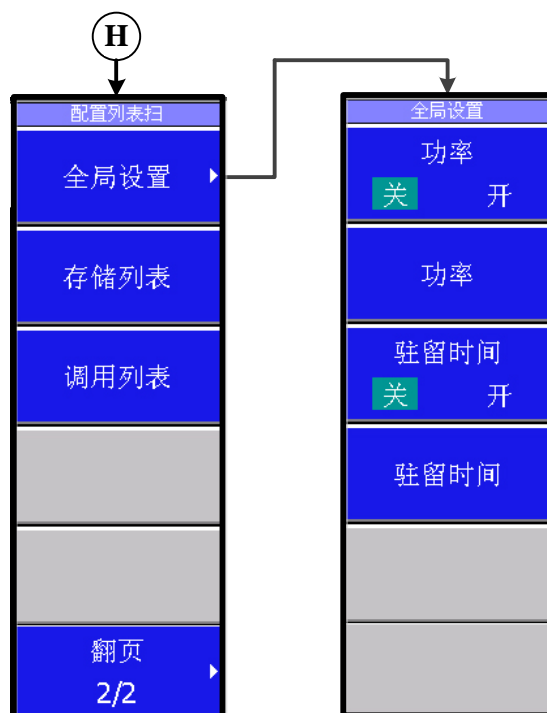 H
配置列表扫
全局设置
存储列表
调用列表
翻页
2/2
全局设置
功率
关 开
功率
驻留时间
关 开
驻留时间